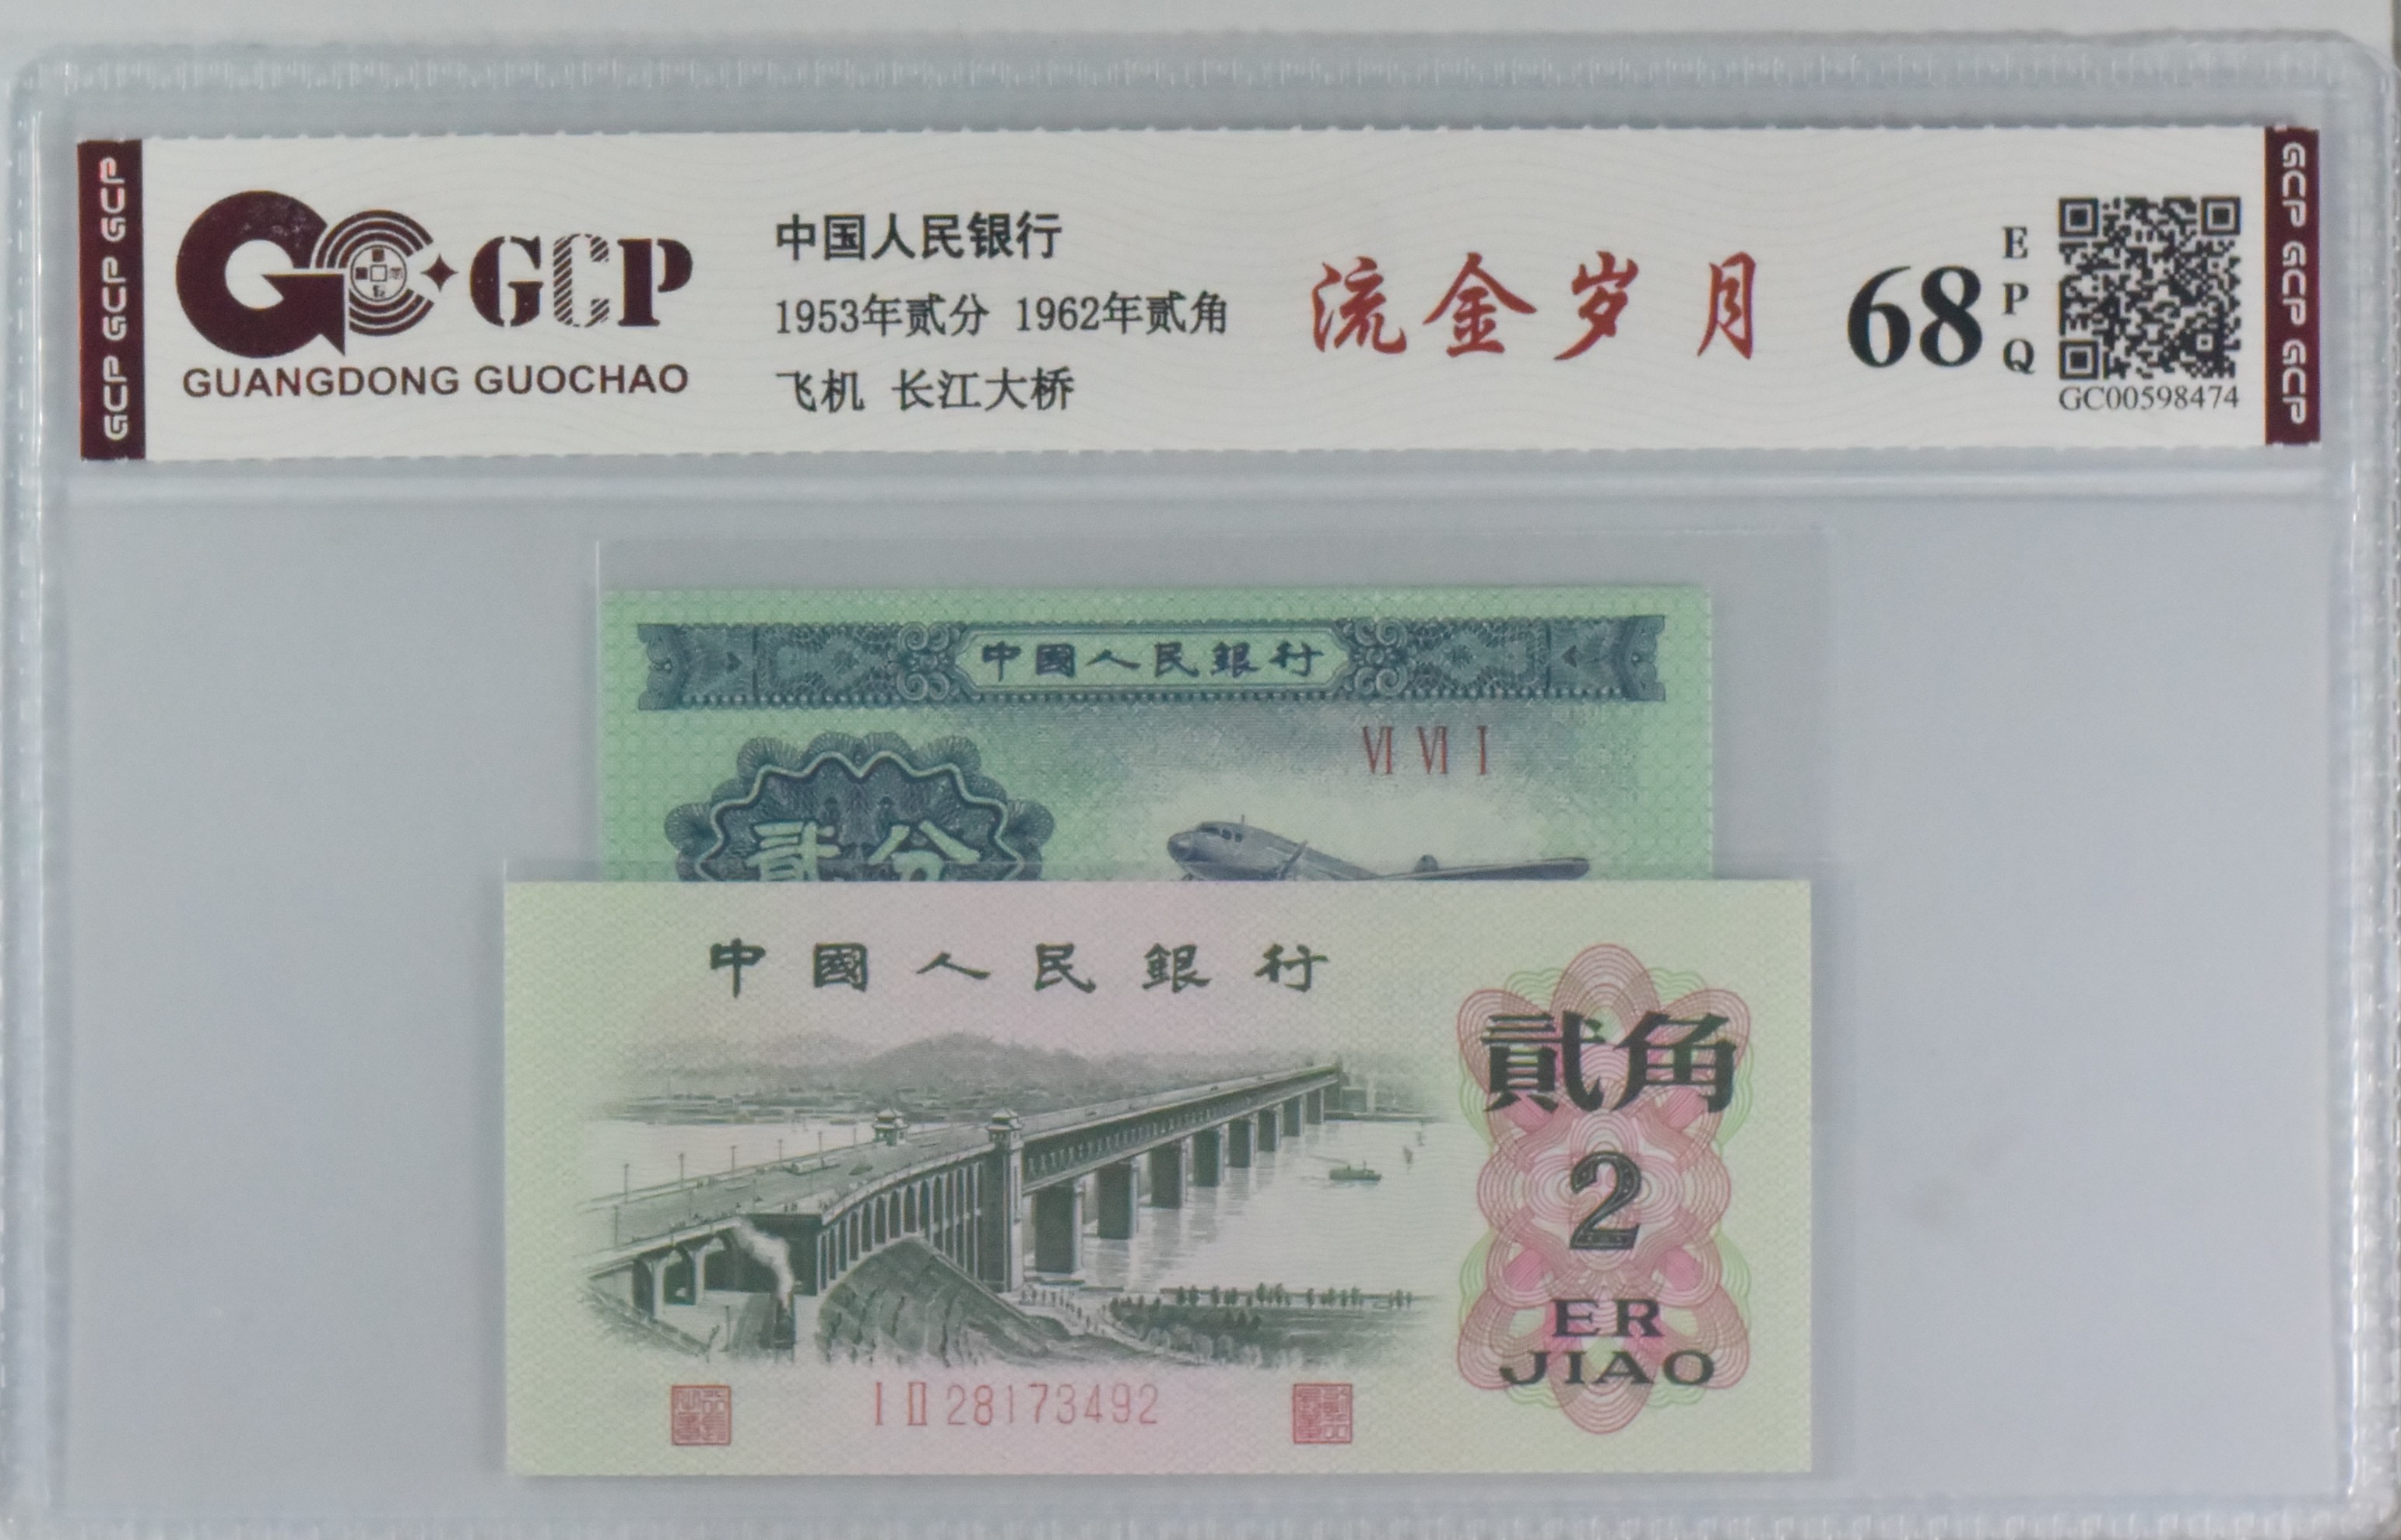 GCP GCP GCP
GCP
GUANGDONG GUOCHAO
中国人民银行
1953年贰分 1962年贰角
飞机 长江大桥
流金岁月
68
EPQ
GC00598474
GCP GCP GCP
中國人民銀行
VI VI I
貳分
中國人民銀行
貳角
2
ER
JIAO
I II 28173492